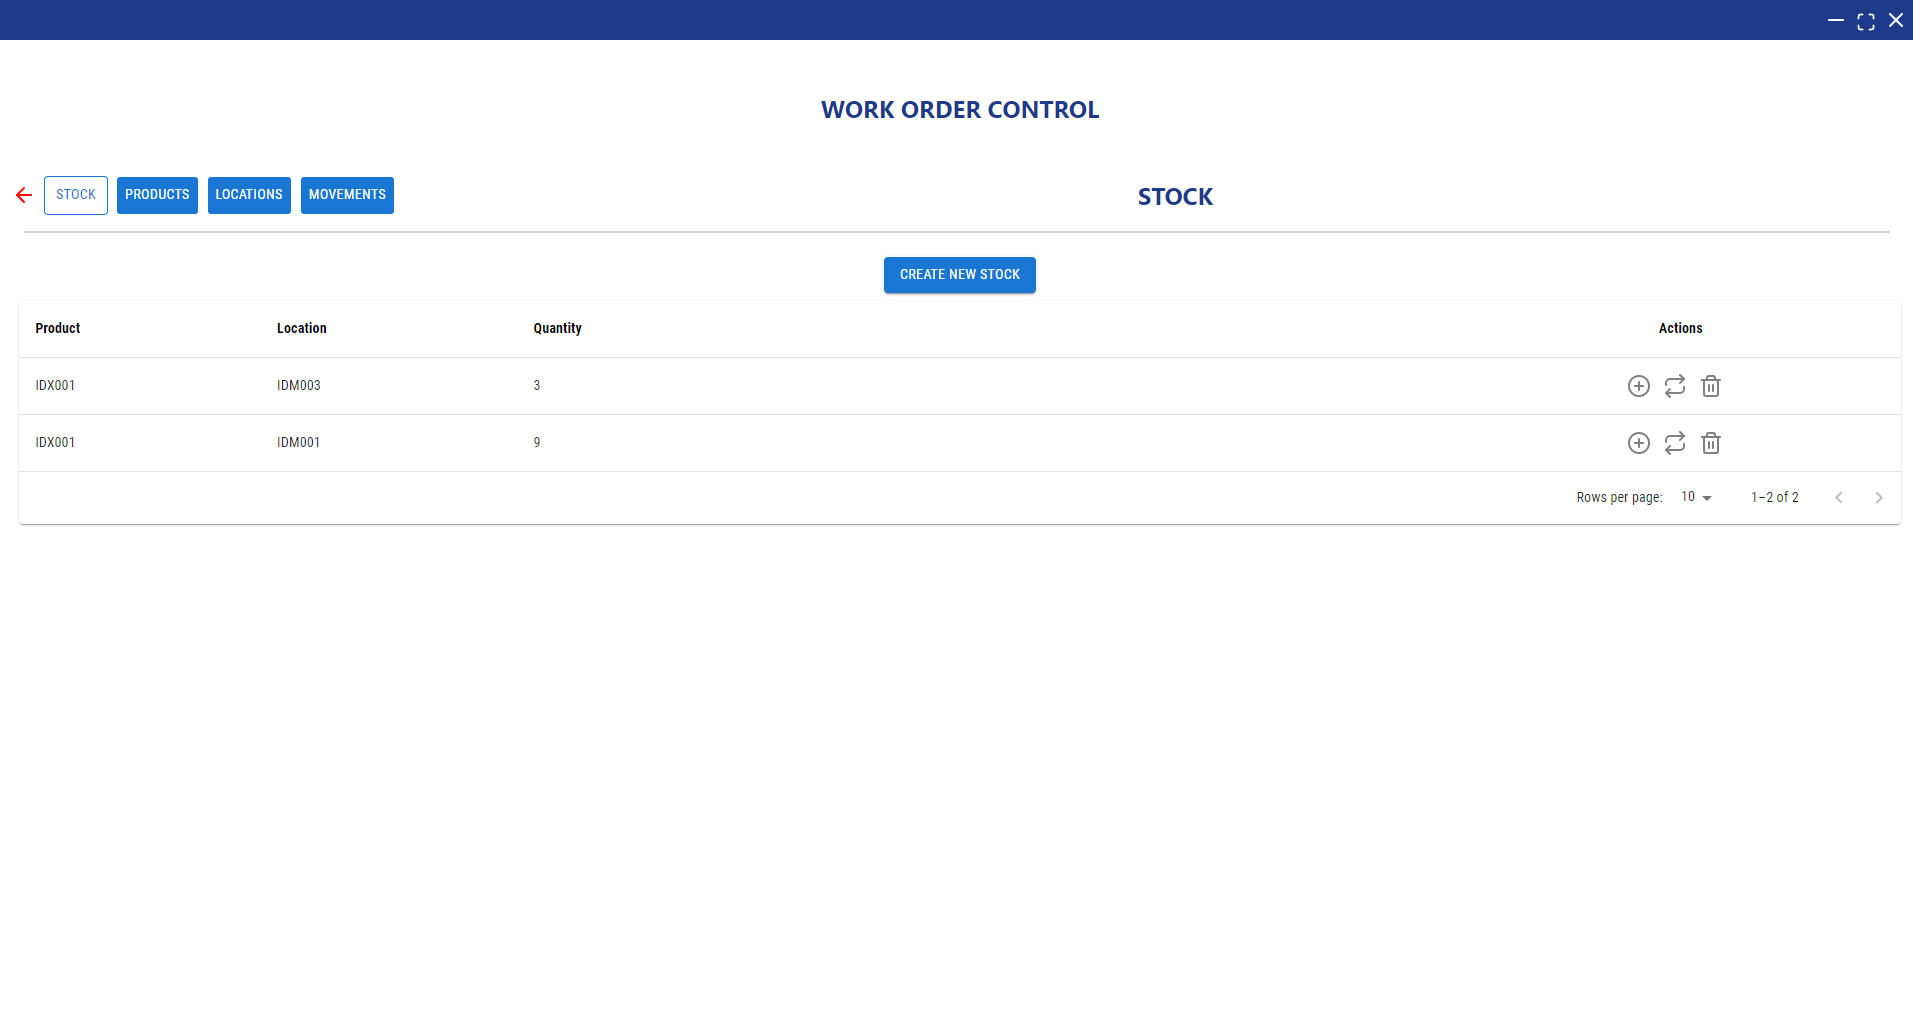 WORK ORDER CONTROL
STOCK PRODUCTS LOCATIONS MOVEMENTS STOCK
CREATE NEW STOCK
Product Location Quantity Actions
IDX001 IDM003 3
IDX001 IDM001 9
Rows per page: 10 1–2 of 2